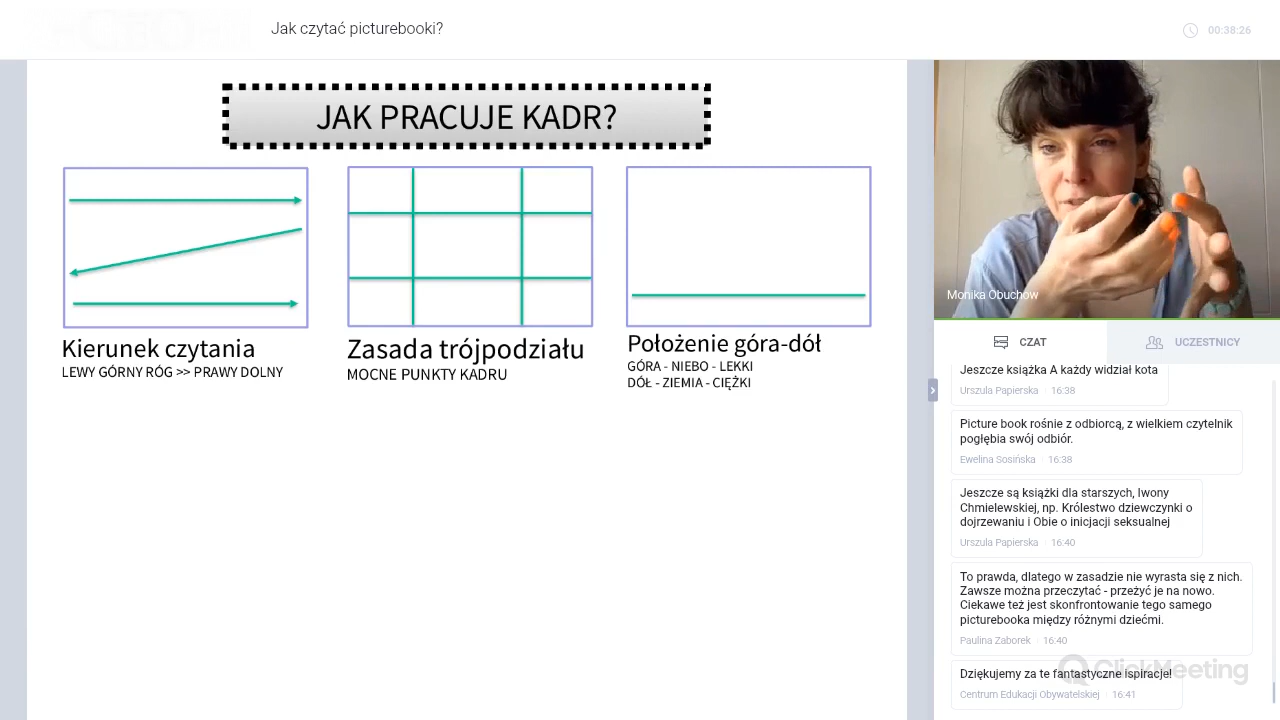 Jak czytać picturebooki?
00:38:26
JAK PRACUJE KADR?
Kierunek czytania
LEWY GÓRNY RÓG >> PRAWY DOLNY
Zasada trójpodziału
MOCNE PUNKTY KADRU
Położenie góra-dół
GÓRA - NIEBO - LEKKI
DÓŁ - ZIEMIA - CIĘŻKI
Monika Obuchow
CZAT
UCZESTNICY
Jeszcze książka A każdy widział kota
Urszula Papierska · 16:38
Picture book rośnie z odbiorcą, z wielkiem czytelnik
pogłębia swój odbiór.
Ewelina Sosińska · 16:38
Jeszcze są książki dla starszych, Iwony
Chmielewskiej, np. Królestwo dziewczynki o
dojrzewaniu i Obie o inicjacji seksualnej
Urszula Papierska · 16:40
To prawda, dlatego w zasadzie nie wyrasta się z nich.
Zawsze można przeczytać - przeżyć je na nowo.
Ciekawe też jest skonfrontowanie tego samego
picturebooka między różnymi dziećmi.
Paulina Zaborek · 16:40
Dziękujemy za te fantastyczne ispiracje!
Centrum Edukacji Obywatelskiej · 16:41
ClickMeeting